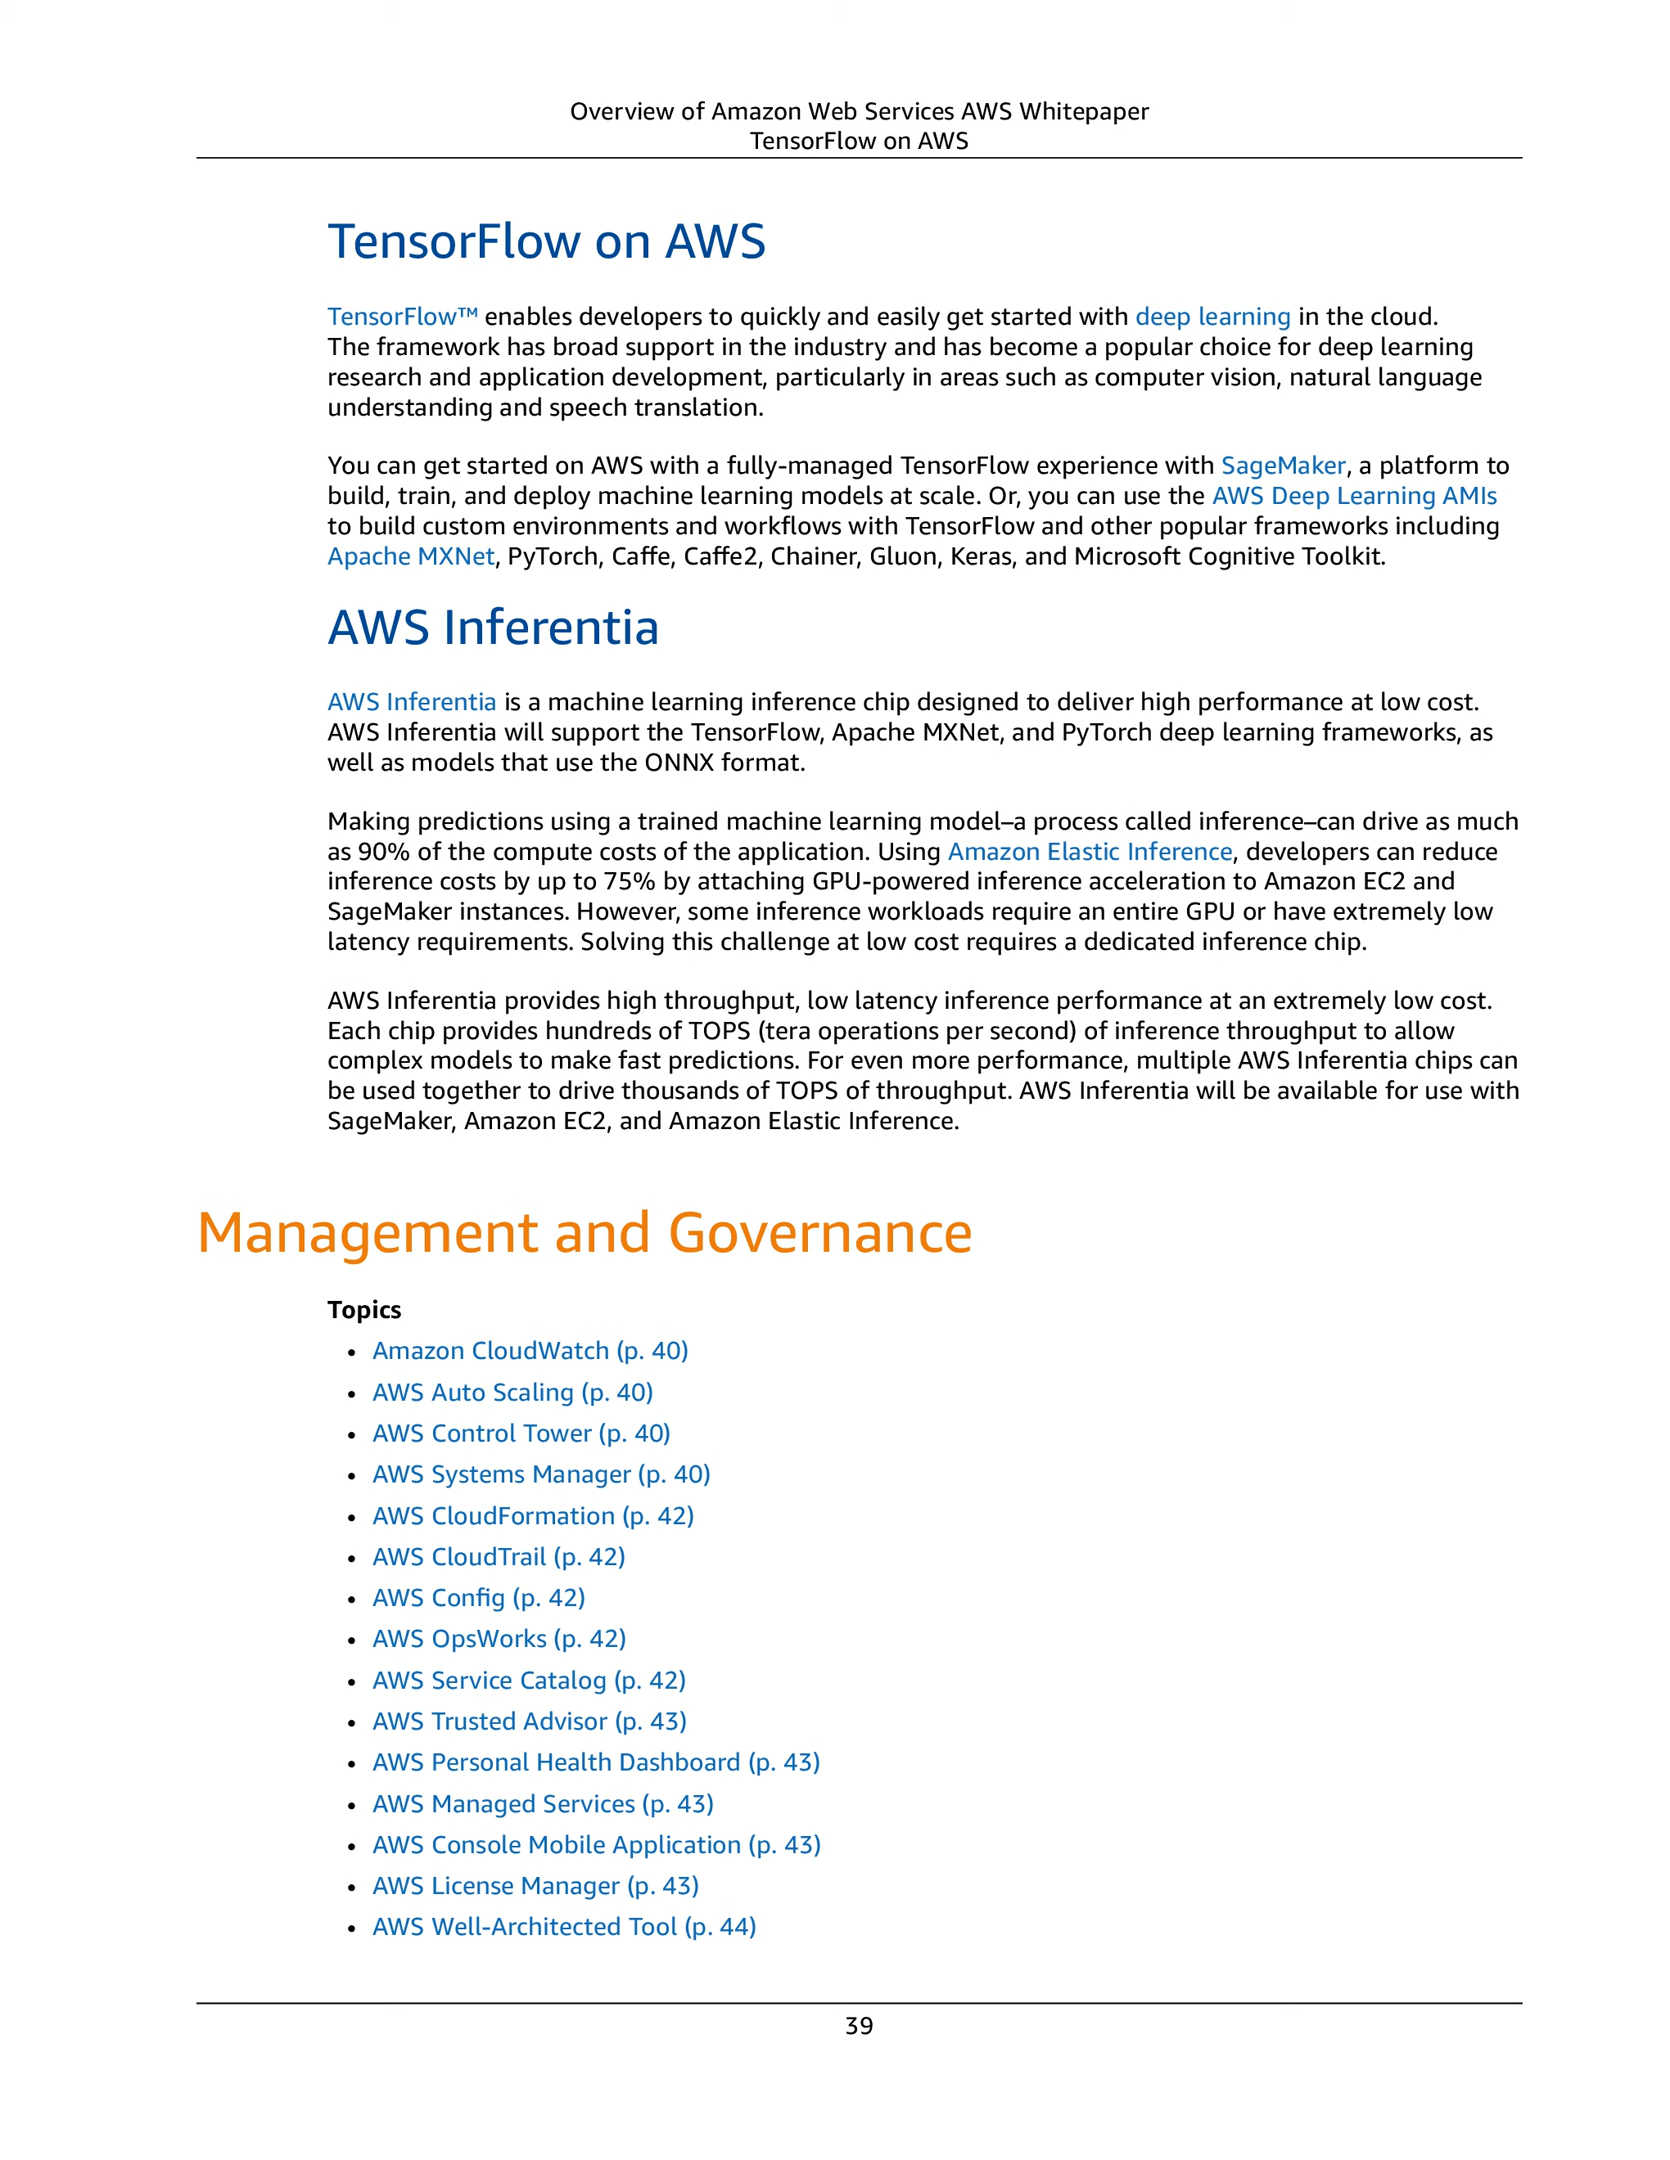 Overview of Amazon Web Services AWS Whitepaper
TensorFlow on AWS
TensorFlow on AWS
TensorFlow™ enables developers to quickly and easily get started with deep learning in the cloud.
The framework has broad support in the industry and has become a popular choice for deep learning
research and application development, particularly in areas such as computer vision, natural language
understanding and speech translation.
You can get started on AWS with a fully-managed TensorFlow experience with SageMaker, a platform to
build, train, and deploy machine learning models at scale. Or, you can use the AWS Deep Learning AMIs
to build custom environments and workflows with TensorFlow and other popular frameworks including
Apache MXNet, PyTorch, Caffe, Caffe2, Chainer, Gluon, Keras, and Microsoft Cognitive Toolkit.
AWS Inferentia
AWS Inferentia is a machine learning inference chip designed to deliver high performance at low cost.
AWS Inferentia will support the TensorFlow, Apache MXNet, and PyTorch deep learning frameworks, as
well as models that use the ONNX format.
Making predictions using a trained machine learning model–a process called inference–can drive as much
as 90% of the compute costs of the application. Using Amazon Elastic Inference, developers can reduce
inference costs by up to 75% by attaching GPU-powered inference acceleration to Amazon EC2 and
SageMaker instances. However, some inference workloads require an entire GPU or have extremely low
latency requirements. Solving this challenge at low cost requires a dedicated inference chip.
AWS Inferentia provides high throughput, low latency inference performance at an extremely low cost.
Each chip provides hundreds of TOPS (tera operations per second) of inference throughput to allow
complex models to make fast predictions. For even more performance, multiple AWS Inferentia chips can
be used together to drive thousands of TOPS of throughput. AWS Inferentia will be available for use with
SageMaker, Amazon EC2, and Amazon Elastic Inference.
Management and Governance
Topics
• Amazon CloudWatch (p. 40)
• AWS Auto Scaling (p. 40)
• AWS Control Tower (p. 40)
• AWS Systems Manager (p. 40)
• AWS CloudFormation (p. 42)
• AWS CloudTrail (p. 42)
• AWS Config (p. 42)
• AWS OpsWorks (p. 42)
• AWS Service Catalog (p. 42)
• AWS Trusted Advisor (p. 43)
• AWS Personal Health Dashboard (p. 43)
• AWS Managed Services (p. 43)
• AWS Console Mobile Application (p. 43)
• AWS License Manager (p. 43)
• AWS Well-Architected Tool (p. 44)
39